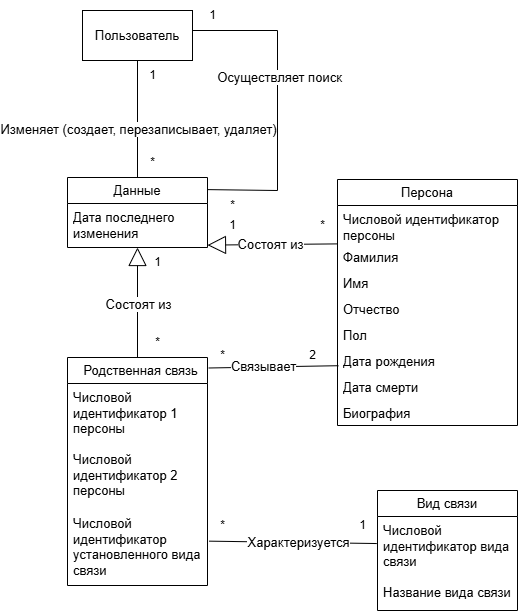 Пользователь
1
1
Осуществляет поиск
Изменяет (создает, перезаписывает, удаляет)
*
Данные
Дата последнего
изменения
*
1
*
Состоят из
Персона
Числовой идентификатор
персоны
Фамилия
Имя
Отчество
Пол
Дата рождения
Дата смерти
Биография
1
Состоят из
*
*
Связывает
2
Родственная связь
Числовой
идентификатор 1
персоны
Числовой
идентификатор 2
персоны
Числовой
идентификатор
установленного вида
связи
*
Характеризуется
1
Вид связи
Числовой
идентификатор вида
связи
Название вида связи